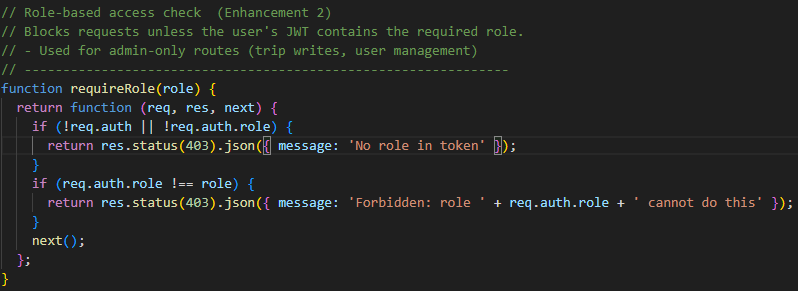 // Role-based access check  (Enhancement 2)
// Blocks requests unless the user's JWT contains the required role.
// - Used for admin-only routes (trip writes, user management)
// -------------------------------------------------------------
function requireRole(role) {
  return function (req, res, next) {
    if (!req.auth || !req.auth.role) {
      return res.status(403).json({ message: 'No role in token' });
    }
    if (req.auth.role !== role) {
      return res.status(403).json({ message: 'Forbidden: role ' + req.auth.role + ' cannot do this' });
    }
    next();
  };
}